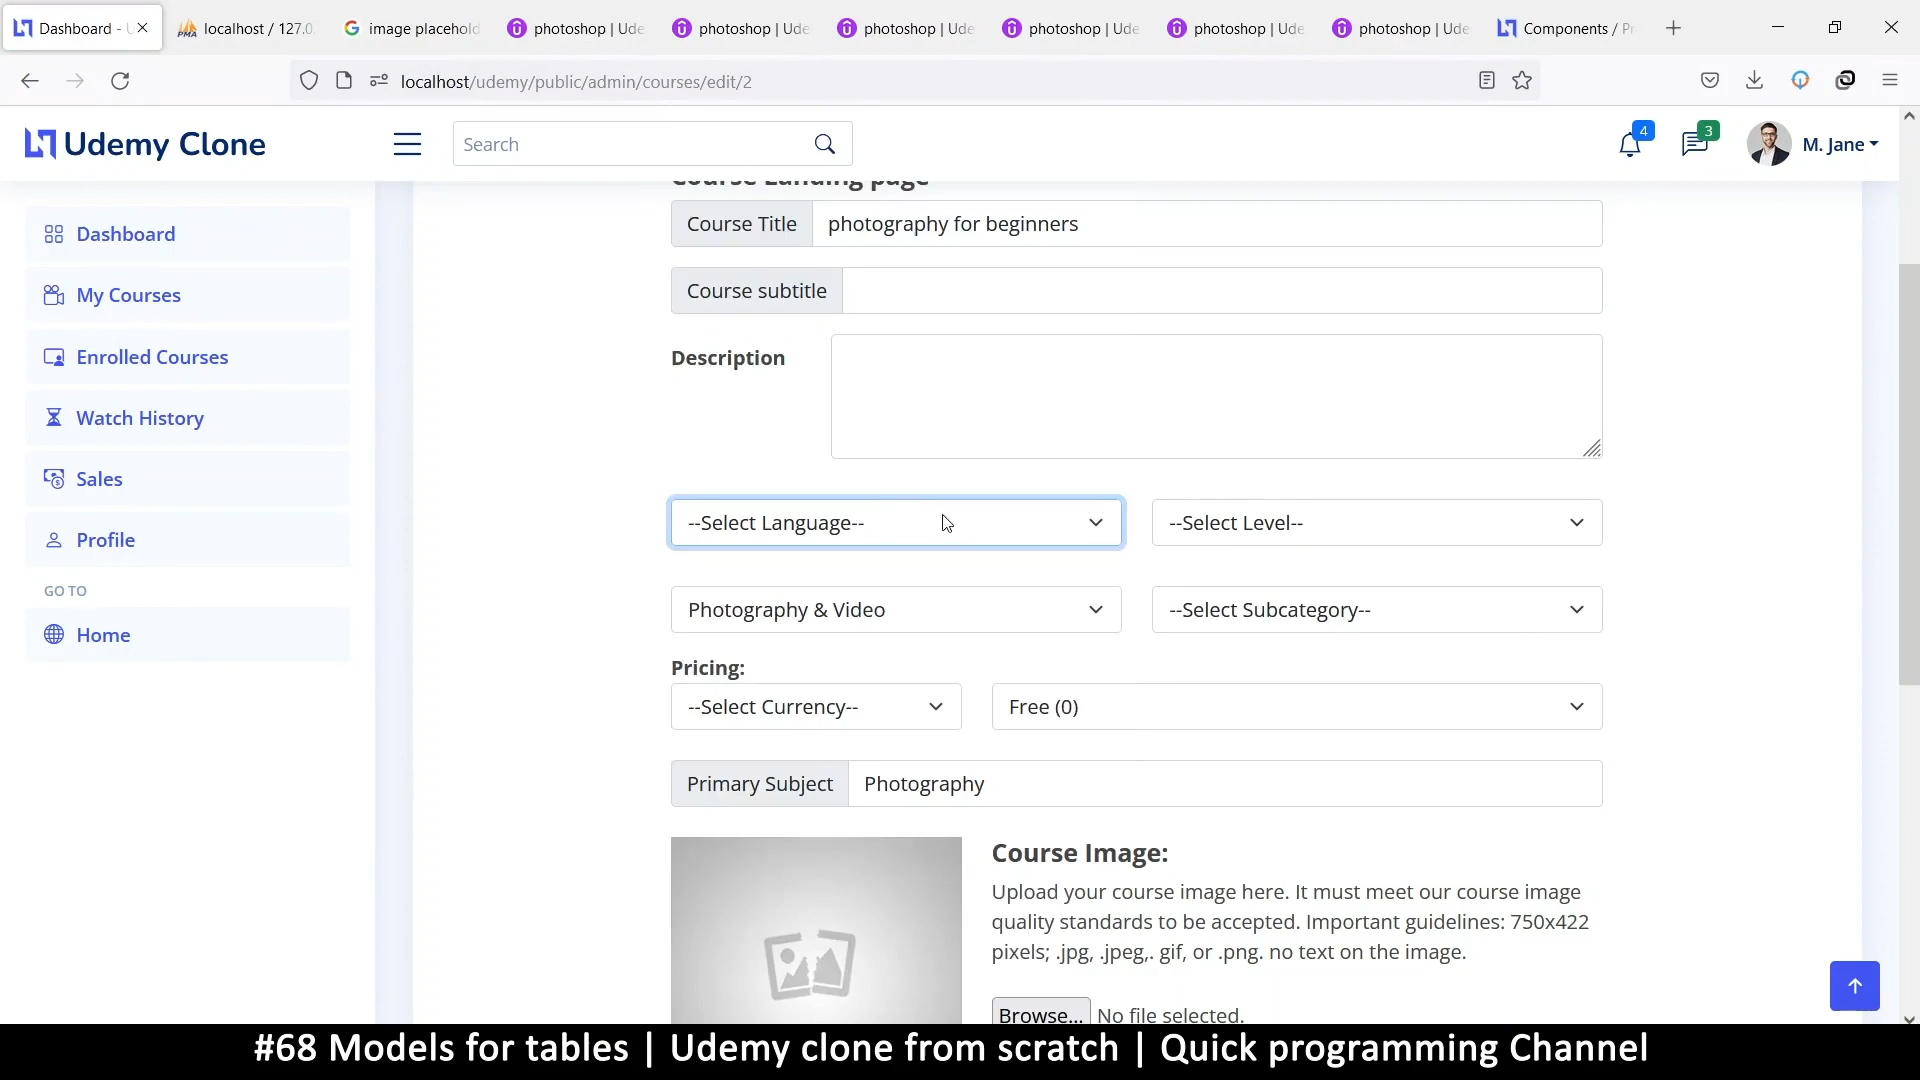 Dashboard - U
localhost / 127.0.
image placehold
photoshop | Ude
photoshop | Ude
photoshop | Ude
photoshop | Ude
photoshop | Ude
photoshop | Ude
Components / Pr
localhost/udemy/public/admin/courses/edit/2
Udemy Clone
Search
4
3
M. Jane
Dashboard
My Courses
Enrolled Courses
Watch History
Sales
Profile
GO TO
Home
Course Landing page
Course Title
photography for beginners
Course subtitle
Description
--Select Language--
--Select Level--
Photography & Video
--Select Subcategory--
Pricing:
--Select Currency--
Free (0)
Primary Subject
Photography
Course Image:
Upload your course image here. It must meet our course image
quality standards to be accepted. Important guidelines: 750x422
pixels; .jpg, .jpeg,. gif, or .png. no text on the image.
Browse...
No file selected.
#68 Models for tables | Udemy clone from scratch | Quick programming Channel